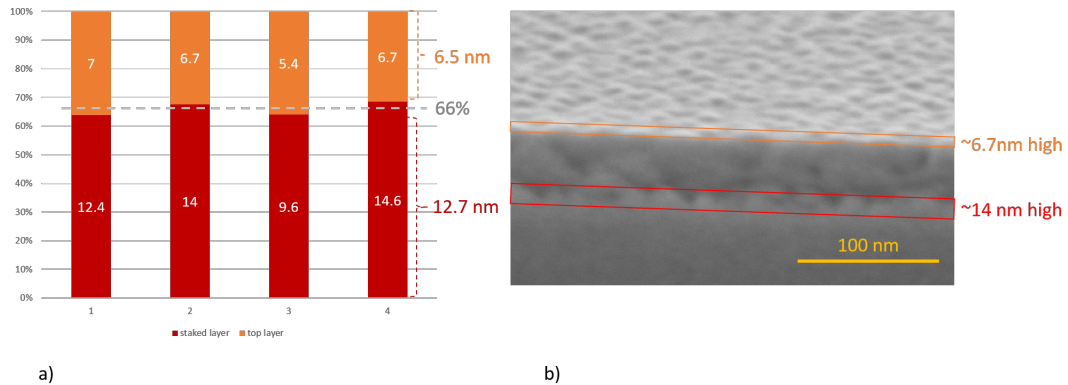 100%
90%
80%
70%
60%
50%
40%
30%
20%
10%
0%
7
6.7
5.4
6.7
12.4
14
9.6
14.6
1
2
3
4
staked layer
top layer
6.5 nm
66%
12.7 nm
a)
~6.7nm high
~14 nm high
100 nm
b)